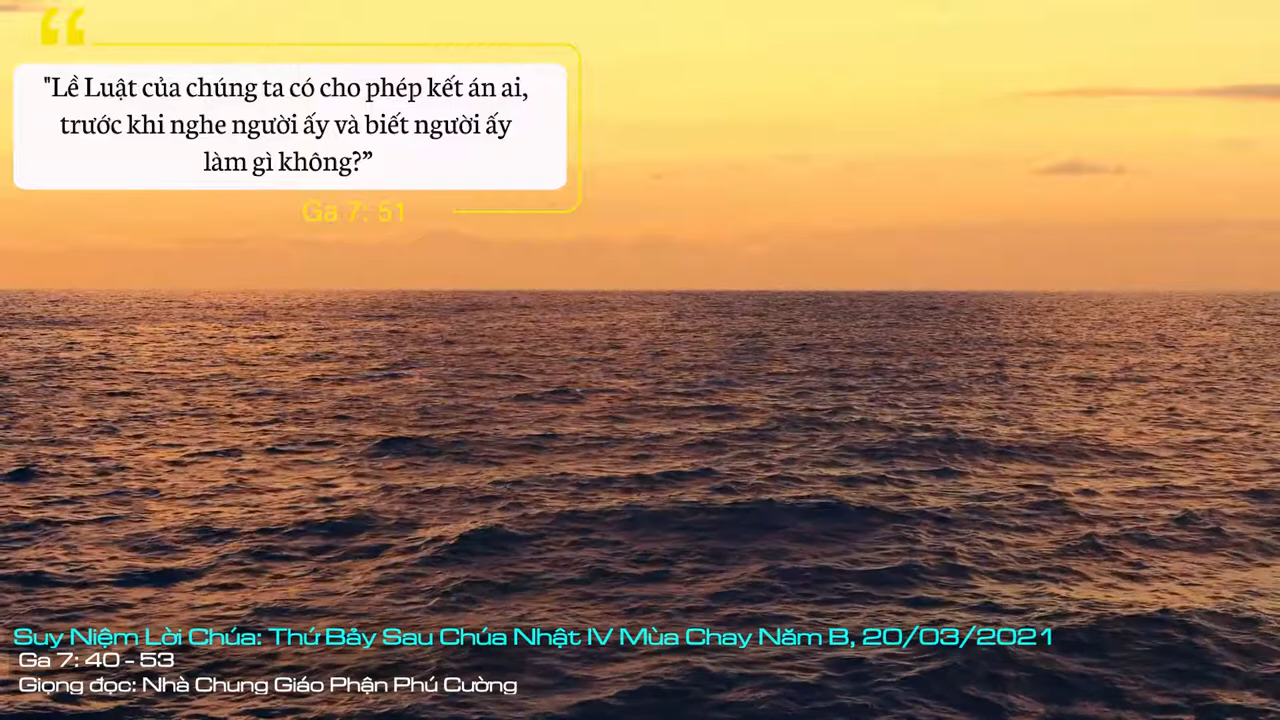 "Lề Luật của chúng ta có cho phép kết án ai,
trước khi nghe người ấy và biết người ấy
làm gì không?”
Ga 7: 51
Suy Niệm Lời Chúa: Thứ Bảy Sau Chúa Nhật IV Mùa Chay Năm B, 20/03/2021
Ga 7: 40 - 53
Giọng đọc: Nhà Chung Giáo Phận Phú Cường